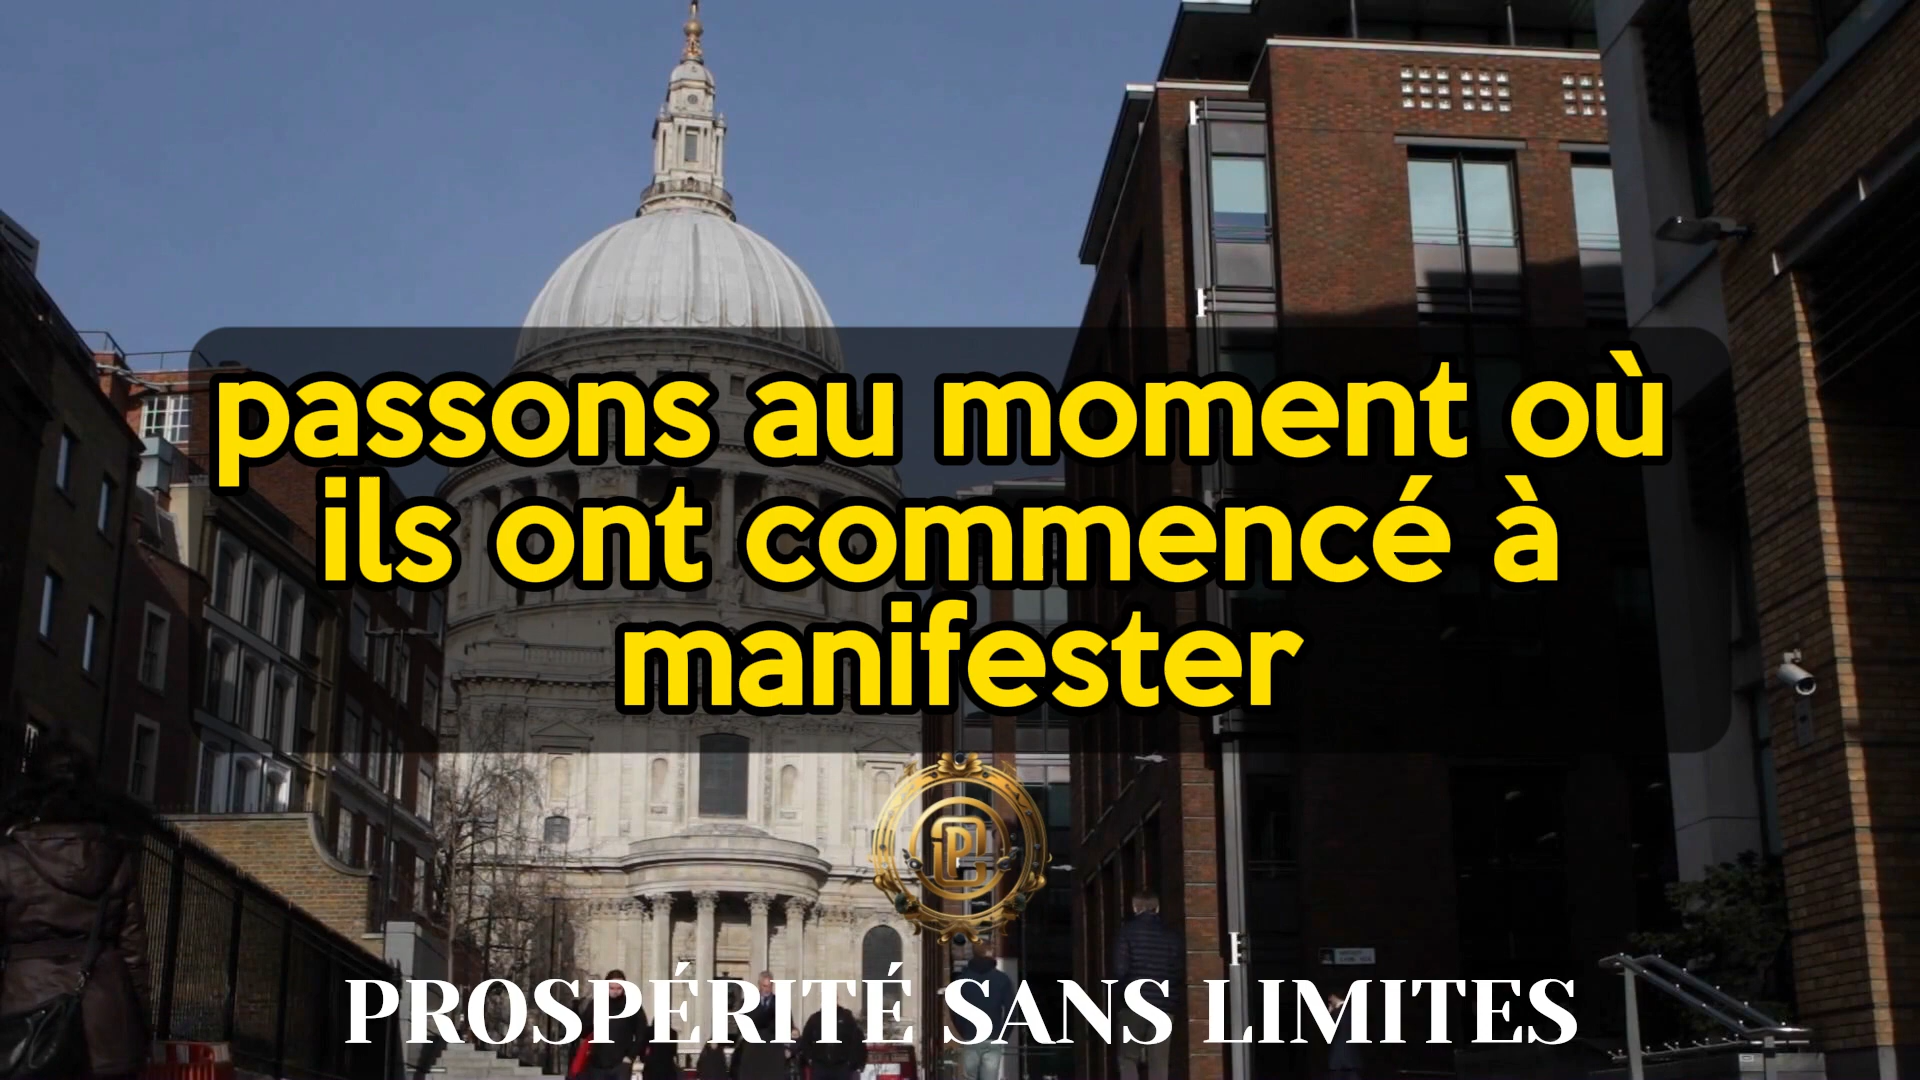 passons au moment où
ils ont commencé à
manifester
PROSPÉRITÉ SANS LIMITES